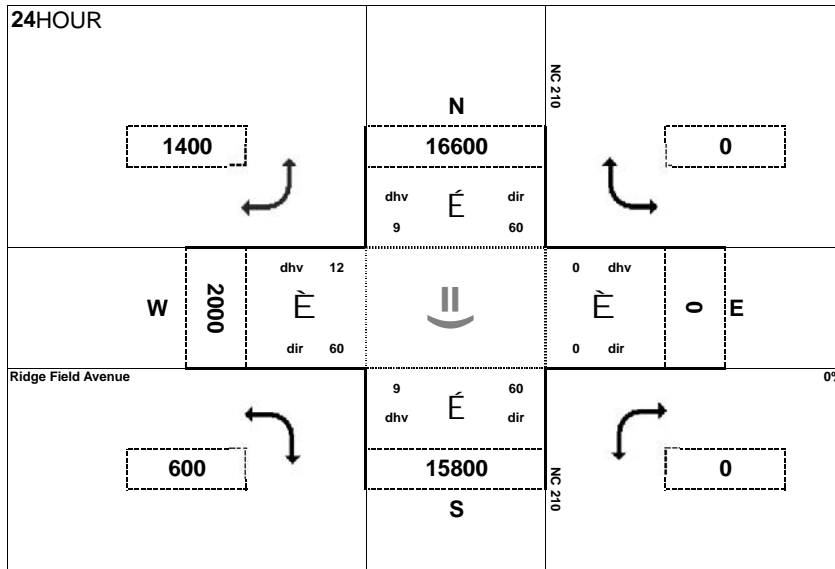 24HOUR
NC 210
N
1400
16600
0
dhv É dir
9 60
dhv 12
0 dhv
W
2000
È
=)
È
0
E
dir 60
0 dir
Ridge Field Avenue
0%
9 60
dhv É dir
600
15800
0
NC 210
S